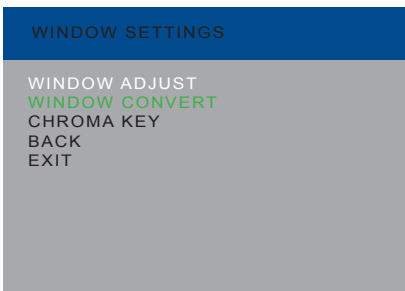 WINDOW SETTINGS
WINDOW ADJUST
WINDOW CONVERT
CHROMA KEY
BACK
EXIT